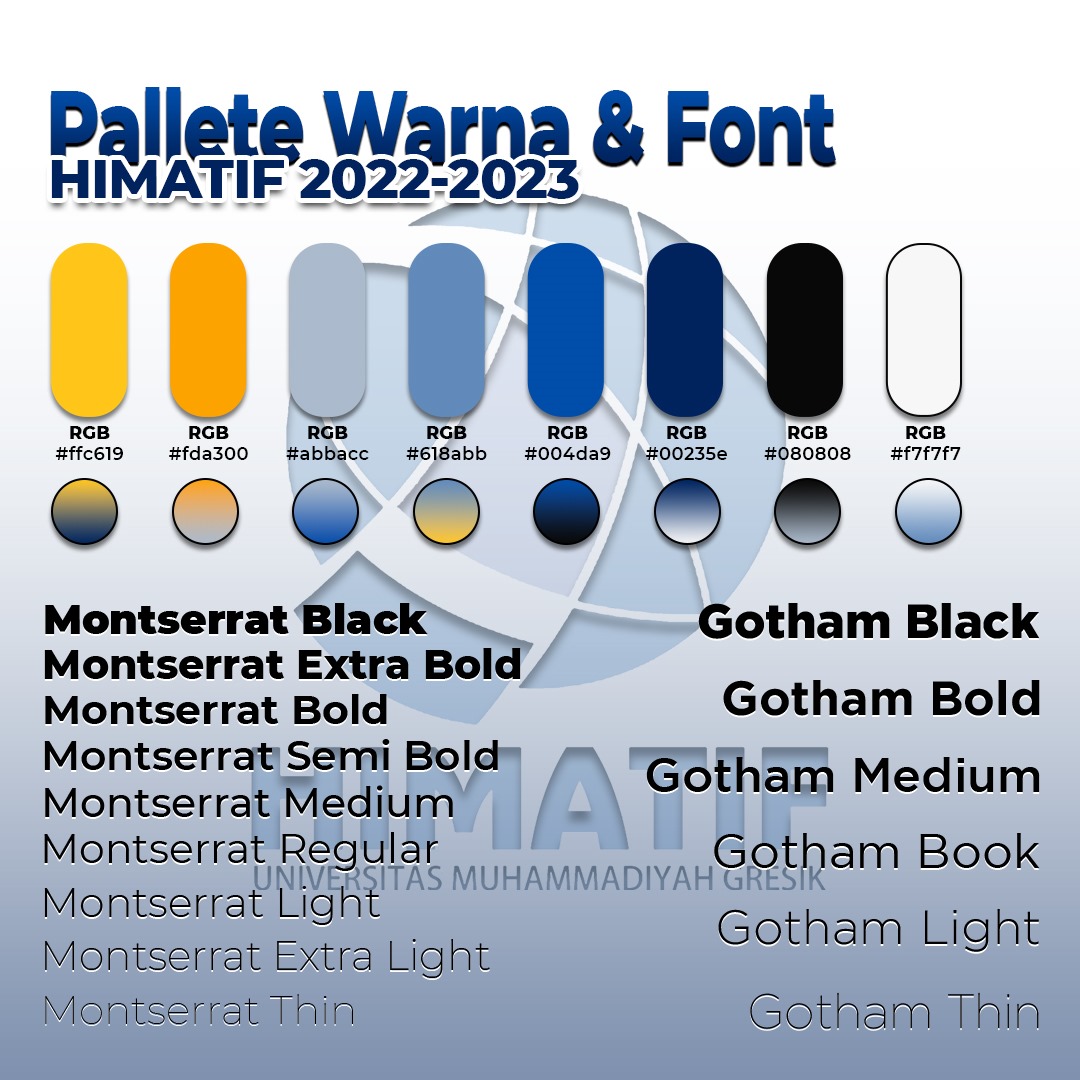 Pallete Warna & Font
HIMATIF 2022-2023
RGB
#ffc619
RGB
#fda300
RGB
#abbacc
RGB
#618abb
RGB
#004da9
RGB
#00235e
RGB
#080808
RGB
#f7f7f7
Montserrat Black
Montserrat Extra Bold
Montserrat Bold
Montserrat Semi Bold
Montserrat Medium
Montserrat Regular
Montserrat Light
Montserrat Extra Light
Montserrat Thin
Gotham Black
Gotham Bold
Gotham Medium
Gotham Book
Gotham Light
Gotham Thin
HIMATIF
UNIVERSITAS MUHAMMADIYAH GRESIK